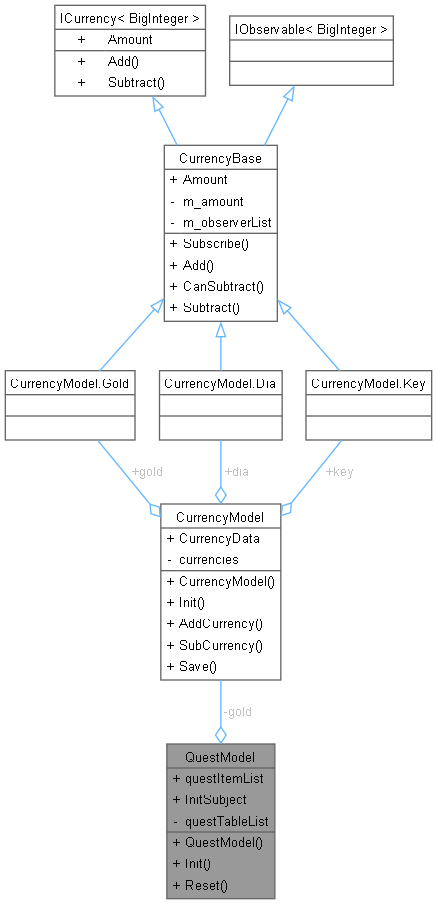 ICurrency< BigInteger >
+ Amount
+ Add()
+ Subtract()
IObservable< BigInteger >
CurrencyBase
+ Amount
- m_amount
- m_observerList
+ Subscribe()
+ Add()
+ CanSubtract()
+ Subtract()
CurrencyModel.Gold
CurrencyModel.Dia
CurrencyModel.Key
+gold
+dia
+key
CurrencyModel
+ CurrencyData
- currencies
+ CurrencyModel()
+ Init()
+ AddCurrency()
+ SubCurrency()
+ Save()
-gold
QuestModel
+ questItemList
+ InitSubject
- questTableList
+ QuestModel()
+ Init()
+ Reset()